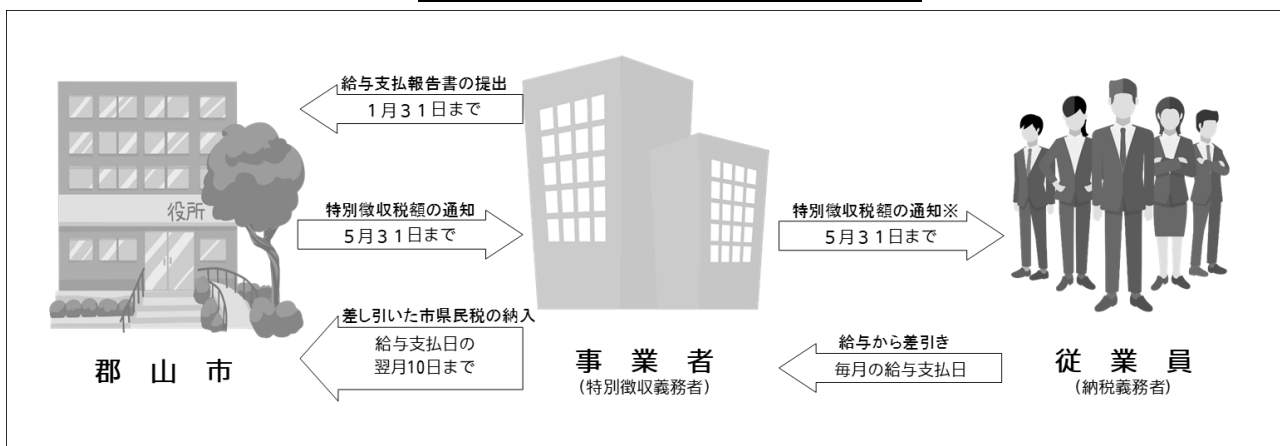 給与支払報告書の提出
1月31日まで
役所
特別徴収税額の通知
5月31日まで
特別徴収税額の通知※
5月31日まで
差し引いた市県民税の納入
給与支払日の
翌月10日まで
給与から差引き
毎月の給与支払日
郡山市
事業者
(特別徴収義務者)
従業員
(納税義務者)